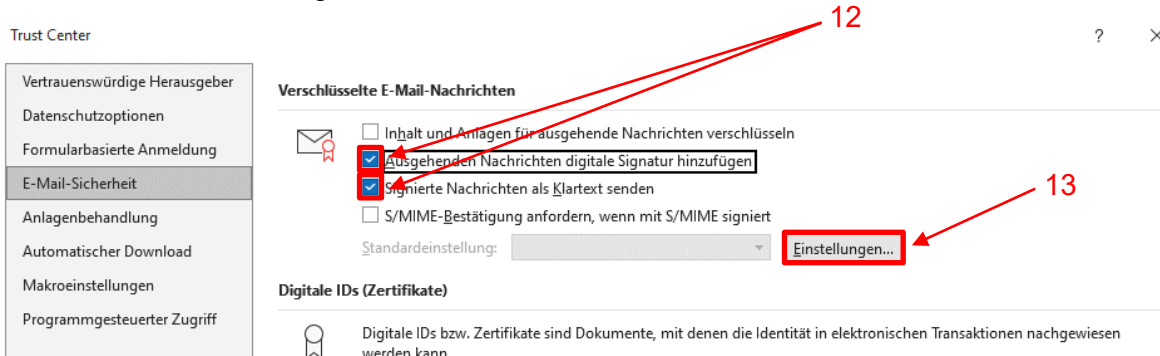 12
Trust Center
?
Vertrauenswürdige Herausgeber
Datenschutzoptionen
Formularbasierte Anmeldung
E-Mail-Sicherheit
Anlagenbehandlung
Automatischer Download
Makroeinstellungen
Programmgesteuerter Zugriff
Verschlüsselte E-Mail-Nachrichten
Inhalt und Anlagen für ausgehende Nachrichten verschlüsseln
Ausgehenden Nachrichten digitale Signatur hinzufügen
Signierte Nachrichten als Klartext senden
S/MIME-Bestätigung anfordern, wenn mit S/MIME signiert
13
Standardeinstellung:
Einstellungen...
Digitale IDs (Zertifikate)
Digitale IDs bzw. Zertifikate sind Dokumente, mit denen die Identität in elektronischen Transaktionen nachgewiesen
werden kann.